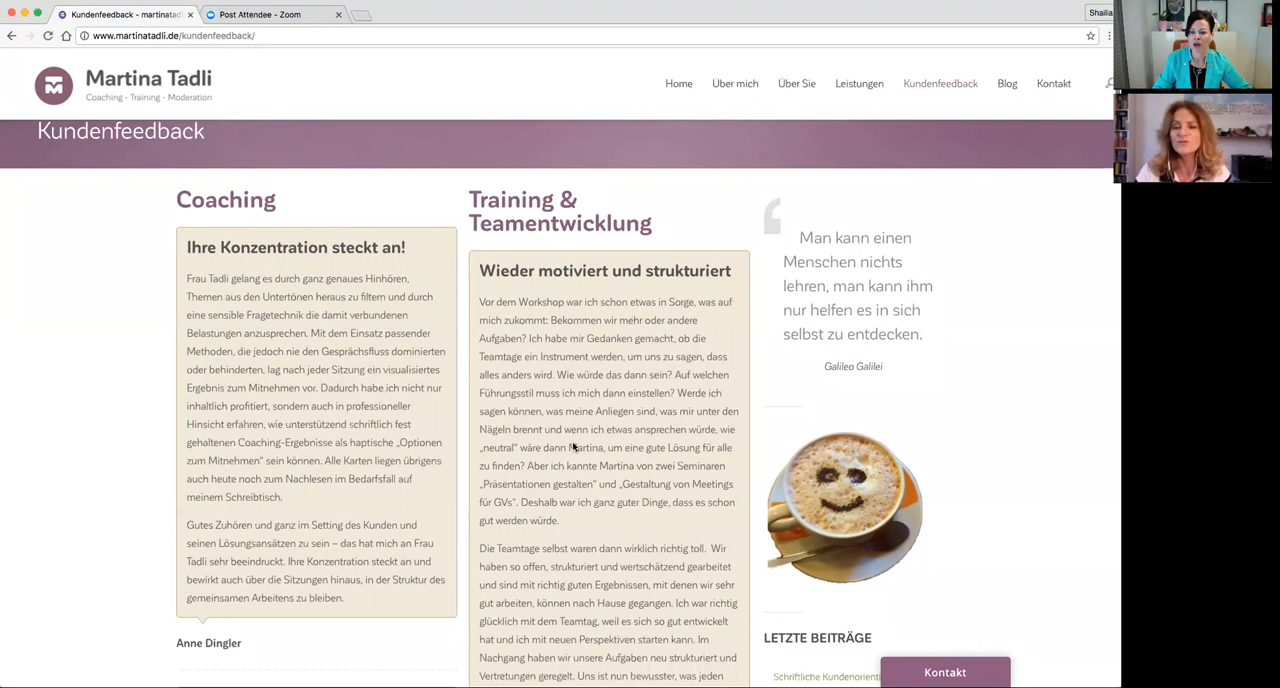 Kundenfeedback - martinatad
Post Attendee - Zoom
Shailia
www.martinatadli.de/kundenfeedback/
Martina Tadli
Coaching - Training - Moderation
Home
Über mich
Über Sie
Leistungen
Kundenfeedback
Blog
Kontakt
Kundenfeedback
Coaching
Ihre Konzentration steckt an!
Frau Tadli gelang es durch ganz genaues Hinhören,
Themen aus den Untertönen heraus zu filtern und durch
eine sensible Fragetechnik die damit verbundenen
Belastungen anzusprechen. Mit dem Einsatz passender
Methoden, die jedoch nie den Gesprächsfluss dominierten
oder behinderten, lag nach jeder Sitzung ein visualisiertes
Ergebnis zum Mitnehmen vor. Dadurch habe ich nicht nur
inhaltlich profitiert, sondern auch in professioneller
Hinsicht erfahren, wie unterstützend schriftlich fest
gehaltenen Coaching-Ergebnisse als haptische „Optionen
zum Mitnehmen" sein können. Alle Karten liegen übrigens
auch heute noch zum Nachlesen im Bedarfsfall auf
meinem Schreibtisch.
Gutes Zuhören und ganz im Setting des Kunden und
seinen Lösungsansätzen zu sein – das hat mich an Frau
Tadli sehr beeindruckt. Ihre Konzentration steckt an und
bewirkt auch über die Sitzungen hinaus, in der Struktur des
gemeinsamen Arbeitens zu bleiben.
Anne Dingler
Training &
Teamentwicklung
Wieder motiviert und strukturiert
Vor dem Workshop war ich schon etwas in Sorge, was auf
mich zukommt: Bekommen wir mehr oder andere
Aufgaben? Ich habe mir Gedanken gemacht, ob die
Teamtage ein Instrument werden, um uns zu sagen, dass
alles anders wird. Wie würde das dann sein? Auf welchen
Führungsstil muss ich mich dann einstellen? Werde ich
sagen können, was meine Anliegen sind, was mir unter den
Nägeln brennt und wenn ich etwas ansprechen würde, wie
„neutral" wäre dann Martina, um eine gute Lösung für alle
zu finden? Aber ich kannte Martina von zwei Seminaren
„Präsentationen gestalten" und „Gestaltung von Meetings
für GVs". Deshalb war ich ganz guter Dinge, dass es schon
gut werden würde.
Die Teamtage selbst waren dann wirklich richtig toll. Wir
haben so offen, strukturiert und wertschätzend gearbeitet
und sind mit richtig guten Ergebnissen, mit denen wir sehr
gut arbeiten, können nach Hause gegangen. Ich war richtig
glücklich mit dem Teamtag, weil es sich so gut entwickelt
hat und ich mit neuen Perspektiven starten kann. Im
Nachgang haben wir unsere Aufgaben neu strukturiert und
Vertretungen geregelt. Uns ist nun bewusster, was jeden
Man kann einen
Menschen nichts
lehren, man kann ihm
nur helfen es in sich
selbst zu entdecken.
Galileo Galilei
LETZTE BEITRÄGE
Schriftliche Kundenorienti
Kontakt